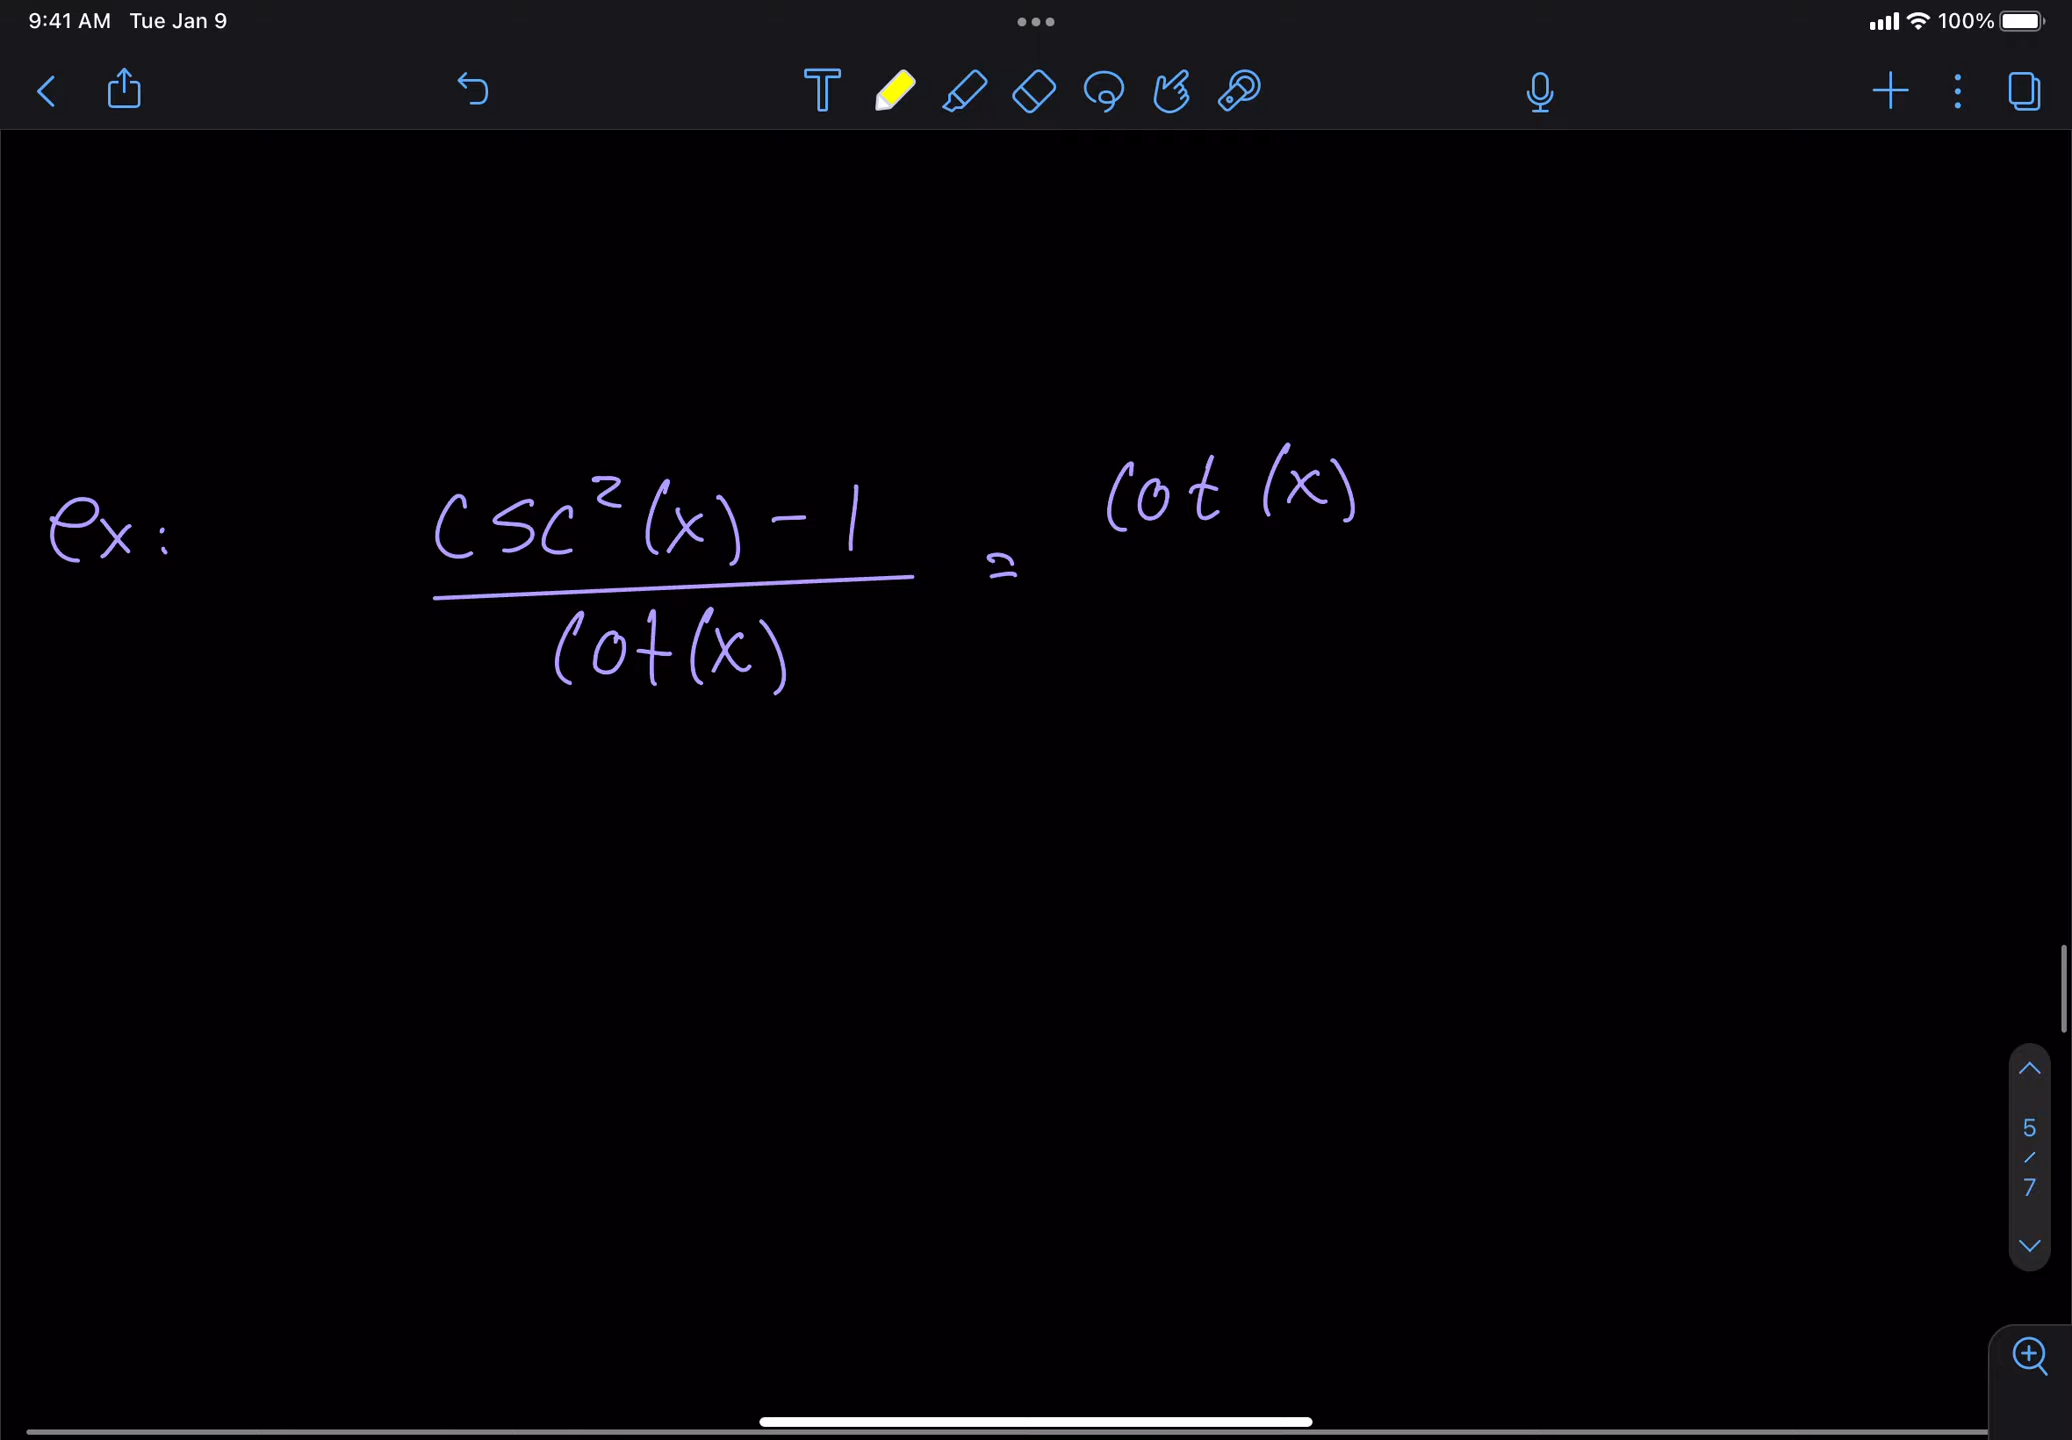 9:41 AM Tue Jan 9
100%
ex: csc²(x) - 1 = cot (x)
cot(x)
5
/
7